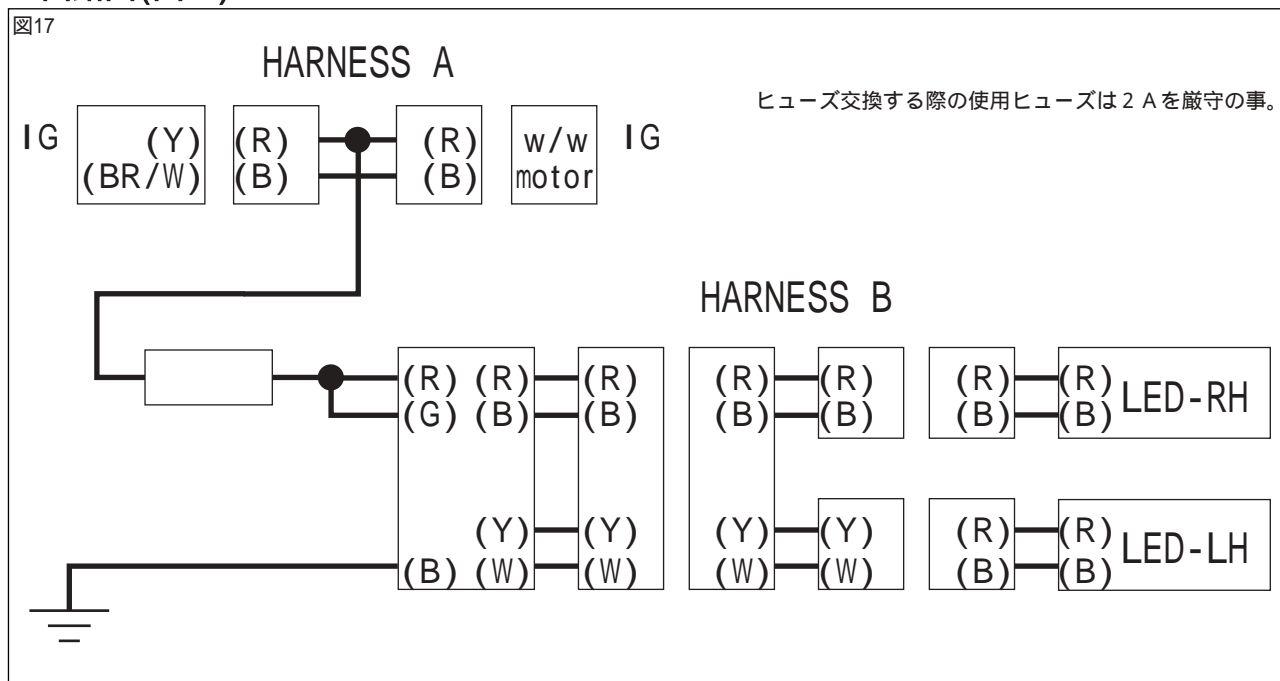 図17
HARNESS A
ヒューズ交換する際の使用ヒューズは２Ａを厳守の事。
IG (Y) (R) (R) w/w IG
(BR/W) (B) (B) motor
HARNESS B
(R) (R) (R) (R) (R) (R) (R) LED-RH
(G) (B) (B) (B) (B) (B) (B)
(Y) (Y) (Y) (Y) (R) (R) LED-LH
(B) (W) (W) (W) (W) (B) (B)